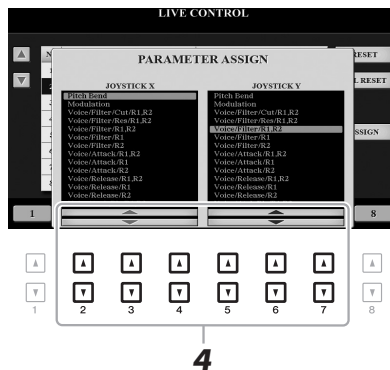 LIVE CONTROL
PARAMETER ASSIGN
RESET
L RESET
SSIGN
JOYSTICK X
Pitch Bend
Modulation
Voice/Filter/Cut/R1,R2
Voice/Filter/Res/R1,R2
Voice/Filter/R1,R2
Voice/Filter/R1
Voice/Filter/R2
Voice/Attack/R1,R2
Voice/Attack/R1
Voice/Attack/R2
Voice/Release/R1,R2
Voice/Release/R1
Voice/Release/R2
JOYSTICK Y
Pitch Bend
Modulation
Voice/Filter/Cut/R1,R2
Voice/Filter/Res/R1,R2
Voice/Filter/R1,R2
Voice/Filter/R1
Voice/Filter/R2
Voice/Attack/R1,R2
Voice/Attack/R1
Voice/Attack/R2
Voice/Release/R1,R2
Voice/Release/R1
Voice/Release/R2
1
8
1 2 3 4 5 6 7 8
4